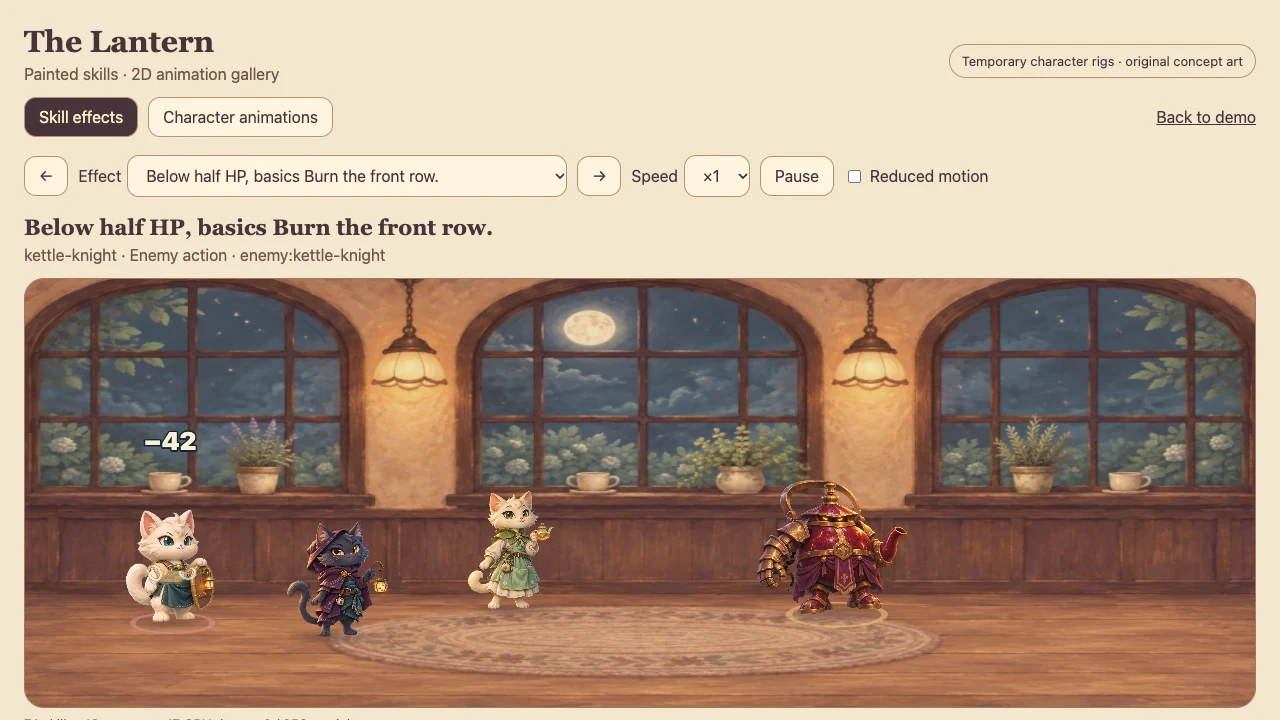 The Lantern
Painted skills · 2D animation gallery
Temporary character rigs · original concept art
Skill effects
Character animations
Back to demo
← Effect Below half HP, basics Burn the front row. → Speed ×1 Pause Reduced motion
Below half HP, basics Burn the front row.
kettle-knight · Enemy action · enemy:kettle-knight
−42